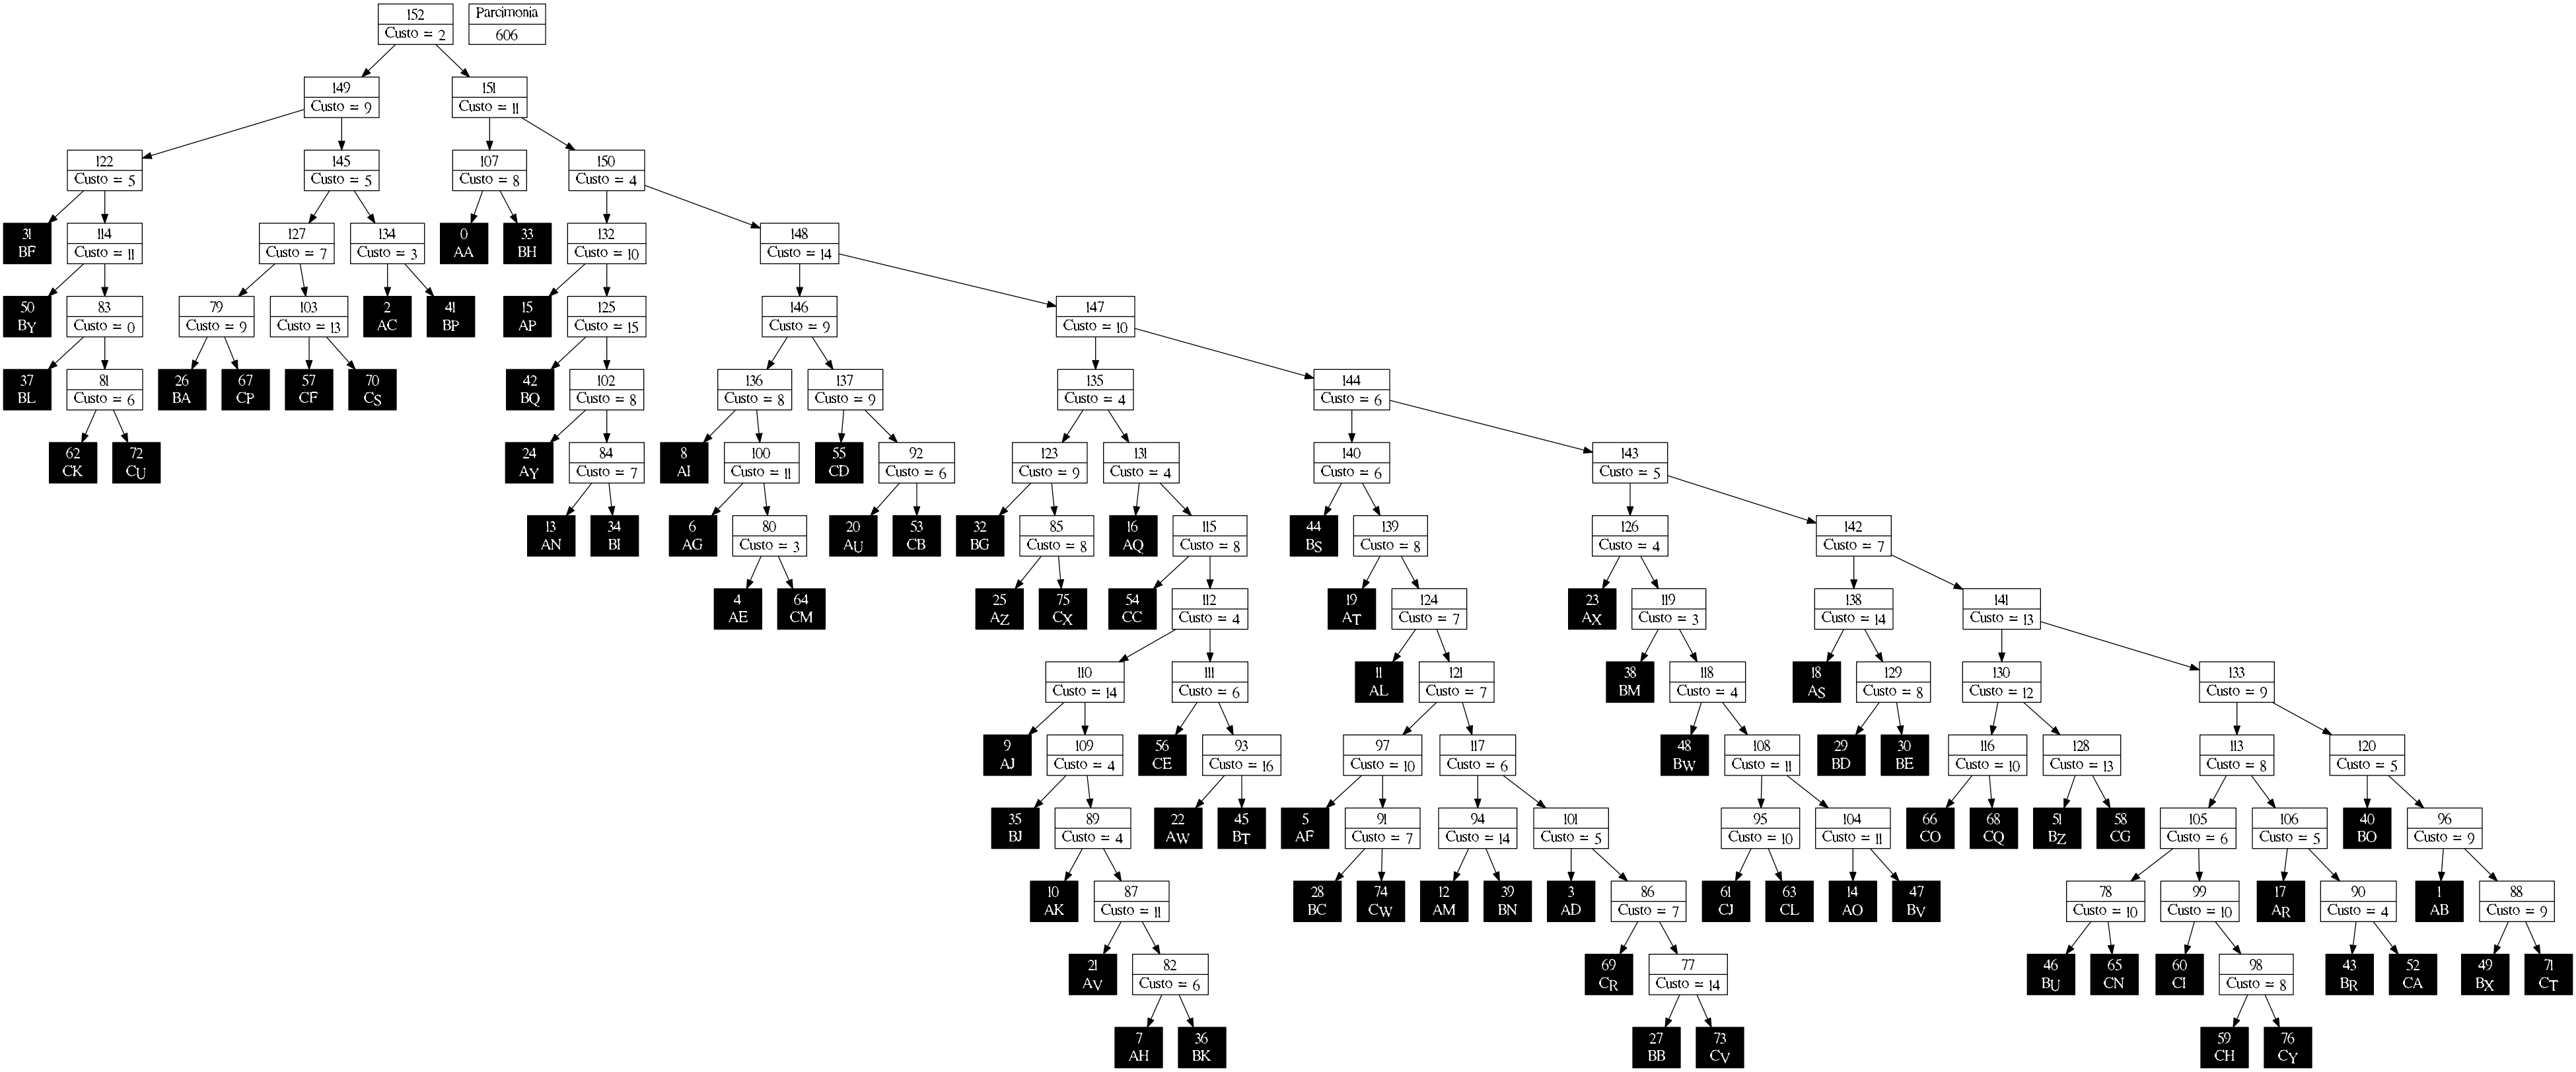 152
Custo = 2
Parcimonia
606
149
Custo = 9
151
Custo = 11
122
Custo = 5
145
Custo = 5
107
Custo = 8
150
Custo = 4
31
BF
114
Custo = 11
127
Custo = 7
134
Custo = 3
0
AA
33
BH
132
Custo = 10
148
Custo = 14
50
BY
83
Custo = 0
79
Custo = 9
103
Custo = 13
2
AC
41
BP
15
AP
125
Custo = 15
146
Custo = 9
147
Custo = 10
37
BL
81
Custo = 6
26
BA
67
CP
57
CF
70
CS
42
BQ
102
Custo = 8
136
Custo = 8
137
Custo = 9
135
Custo = 4
144
Custo = 6
62
CK
72
CU
24
AY
84
Custo = 7
8
AI
100
Custo = 11
55
CD
92
Custo = 6
123
Custo = 9
131
Custo = 4
140
Custo = 6
143
Custo = 5
13
AN
34
BI
6
AG
80
Custo = 3
20
AU
53
CB
32
BG
85
Custo = 8
16
AQ
115
Custo = 8
44
BS
139
Custo = 8
126
Custo = 4
142
Custo = 7
4
AE
64
CM
25
AZ
75
CX
54
CC
112
Custo = 4
19
AT
124
Custo = 7
23
AX
119
Custo = 3
138
Custo = 14
141
Custo = 13
110
Custo = 14
111
Custo = 6
11
AL
121
Custo = 7
38
BM
118
Custo = 4
18
AS
129
Custo = 8
130
Custo = 12
133
Custo = 9
9
AJ
109
Custo = 4
56
CE
93
Custo = 16
97
Custo = 10
117
Custo = 6
48
BW
108
Custo = 11
29
BD
30
BE
116
Custo = 10
128
Custo = 13
113
Custo = 8
120
Custo = 5
35
BJ
89
Custo = 4
22
AW
45
BT
5
AF
91
Custo = 7
94
Custo = 14
101
Custo = 5
95
Custo = 10
104
Custo = 11
66
CO
68
CQ
51
BZ
58
CG
105
Custo = 6
106
Custo = 5
40
BO
96
Custo = 9
10
AK
87
Custo = 11
28
BC
74
CW
12
AM
39
BN
3
AD
86
Custo = 7
61
CJ
63
CL
14
AO
47
BV
78
Custo = 10
99
Custo = 10
17
AR
90
Custo = 4
1
AB
88
Custo = 9
21
AV
82
Custo = 6
69
CR
77
Custo = 14
46
BU
65
CN
60
CI
98
Custo = 8
43
BR
52
CA
49
BX
71
CT
7
AH
36
BK
27
BB
73
CV
59
CH
76
CY